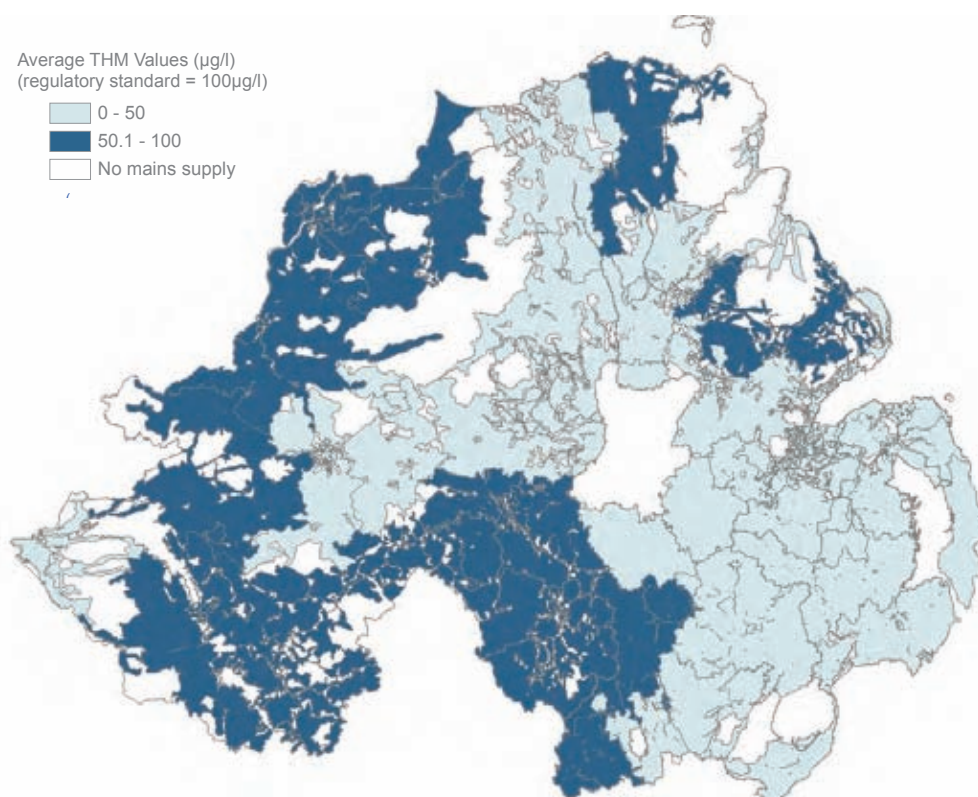 Average THM Values (µg/l)
(regulatory standard = 100µg/l)
0 - 50
50.1 - 100
No mains supply